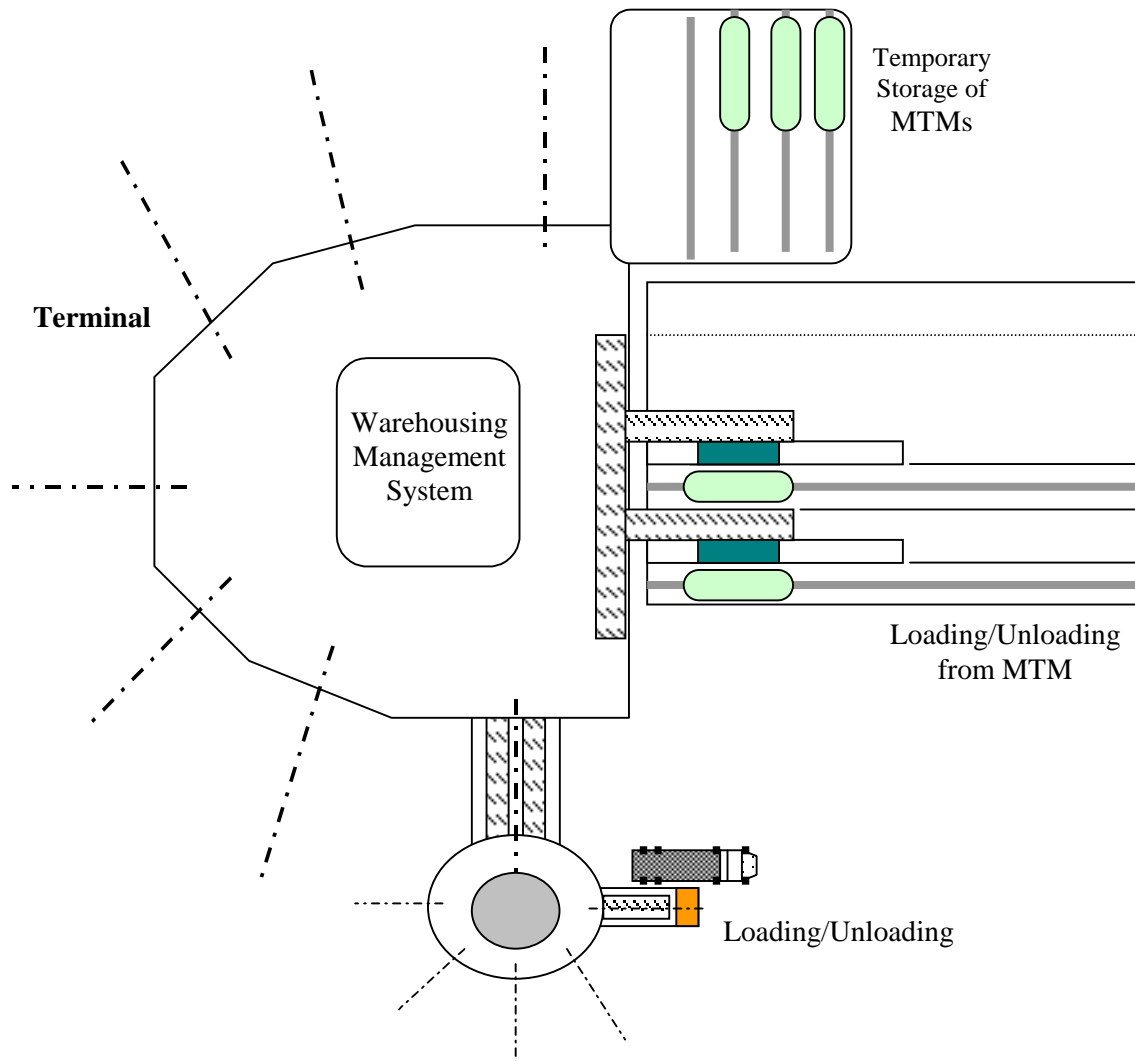 Temporary
Storage of
MTMs
Terminal
Warehousing
Management
System
Loading/Unloading
from MTM
Loading/Unloading